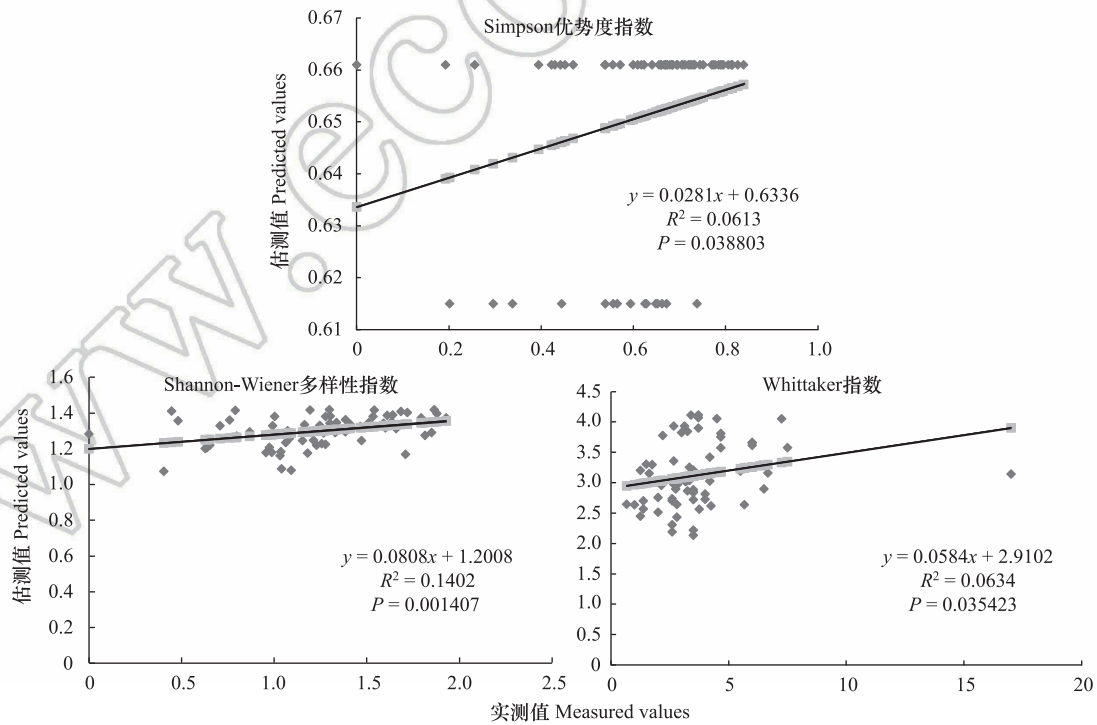 Simpson优势度指数
0.67
0.66
0.65
0.64
0.63
0.62
0.61
估测值 Predicted values
y = 0.0281x + 0.6336
R² = 0.0613
P = 0.038803
0 0.2 0.4 0.6 0.8 1.0
Shannon-Wiener多样性指数
1.6
1.4
1.2
1.0
0.8
0.6
0.4
0.2
0
估测值 Predicted values
y = 0.0808x + 1.2008
R² = 0.1402
P = 0.001407
0 0.5 1.0 1.5 2.0 2.5
Whittaker指数
4.5
4.0
3.5
3.0
2.5
2.0
1.5
1.0
0.5
0
y = 0.0584x + 2.9102
R² = 0.0634
P = 0.035423
0 5 10 15 20
实测值 Measured values
www.eco